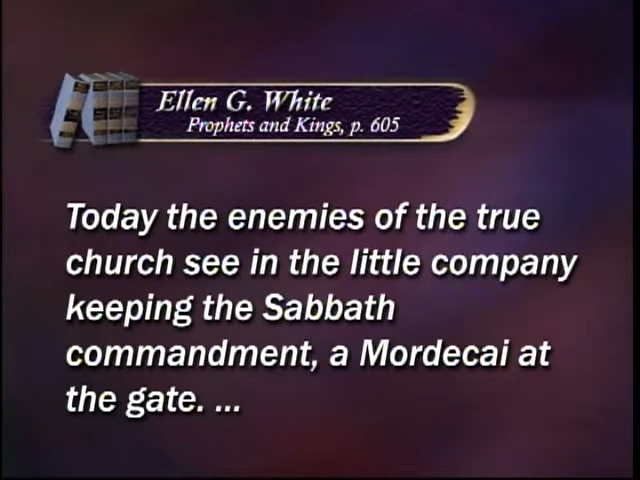 Ellen G. White
Prophets and Kings, p. 605
Today the enemies of the true
church see in the little company
keeping the Sabbath
commandment, a Mordecai at
the gate. ...